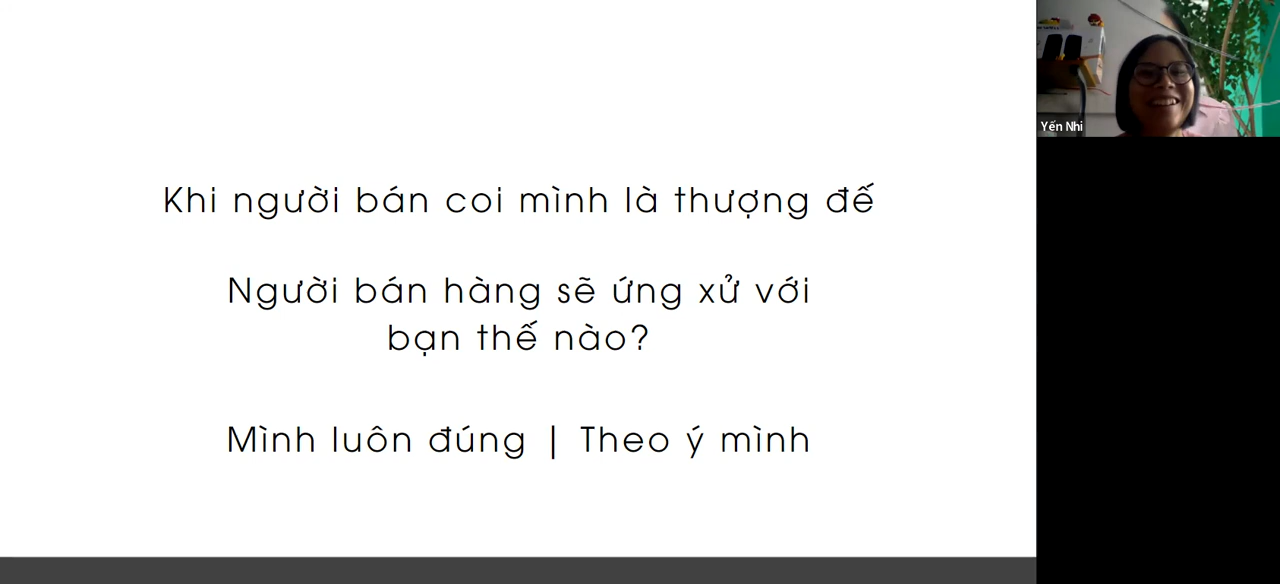 Khi người bán coi mình là thượng đế
Người bán hàng sẽ ứng xử với
bạn thế nào?
Mình luôn đúng | Theo ý mình
Yến Nhi